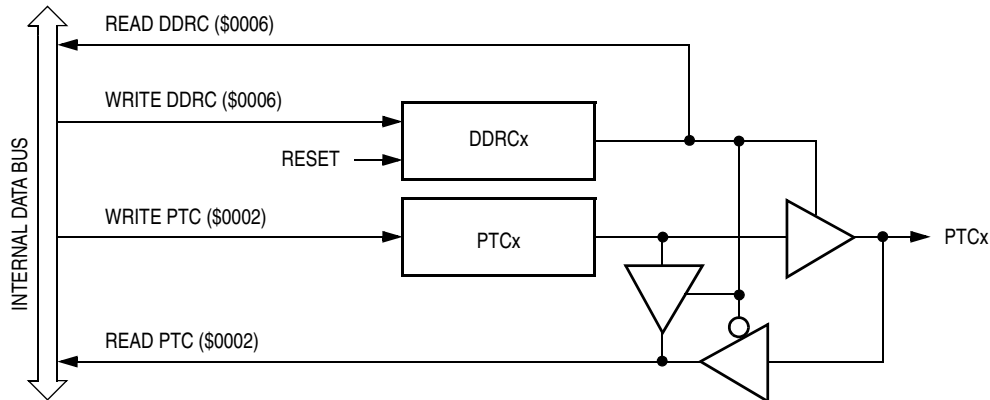 READ DDRC ($0006)
WRITE DDRC ($0006)
DDRCx
RESET
INTERNAL DATA BUS
WRITE PTC ($0002)
PTCx
PTCx
READ PTC ($0002)